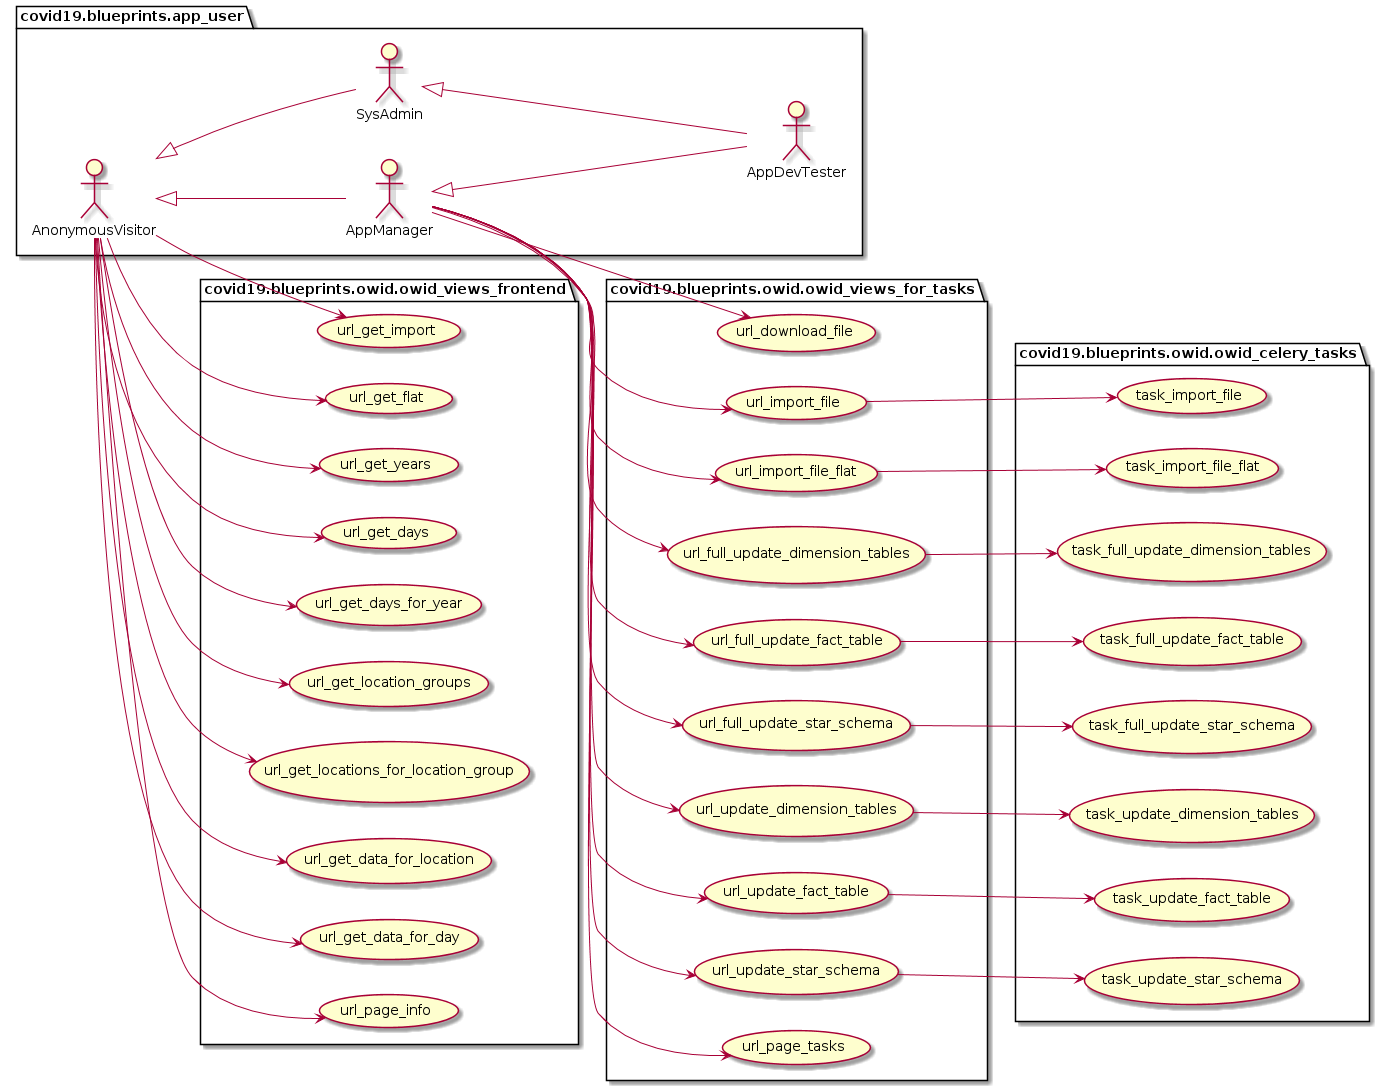 covid19.blueprints.app_user
SysAdmin
AppDevTester
AnonymousVisitor
AppManager
covid19.blueprints.owid.owid_views_frontend
url_get_import
url_get_flat
url_get_years
url_get_days
url_get_days_for_year
url_get_location_groups
url_get_locations_for_location_group
url_get_data_for_location
url_get_data_for_day
url_page_info
covid19.blueprints.owid.owid_views_for_tasks
url_download_file
url_import_file
url_import_file_flat
url_full_update_dimension_tables
url_full_update_fact_table
url_full_update_star_schema
url_update_dimension_tables
url_update_fact_table
url_update_star_schema
url_page_tasks
covid19.blueprints.owid.owid_celery_tasks
task_import_file
task_import_file_flat
task_full_update_dimension_tables
task_full_update_fact_table
task_full_update_star_schema
task_update_dimension_tables
task_update_fact_table
task_update_star_schema